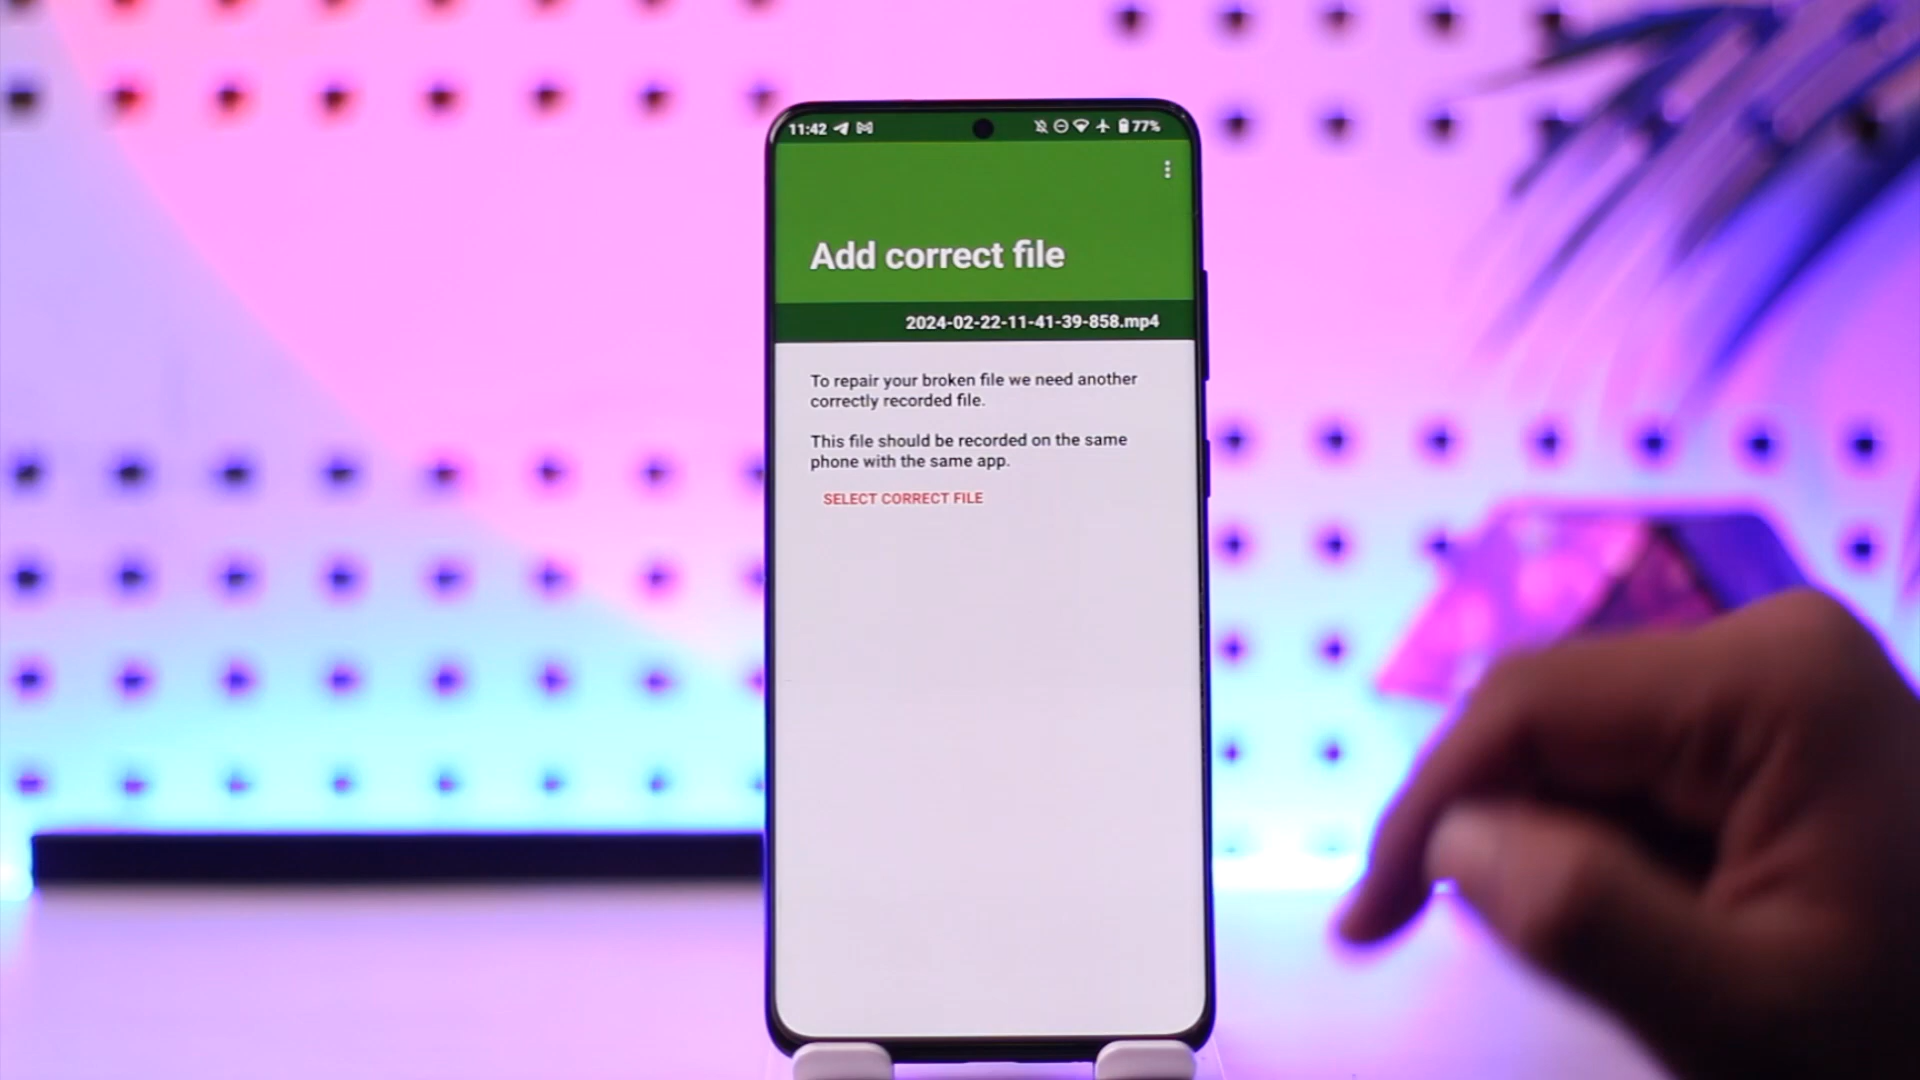 11:42
77%
Add correct file
2024-02-22-11-41-39-858.mp4
To repair your broken file we need another
correctly recorded file.
This file should be recorded on the same
phone with the same app.
SELECT CORRECT FILE